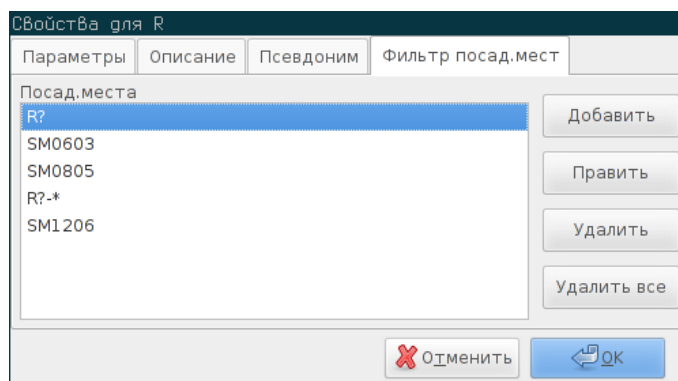 Свойства для R
Параметры Описание Псевдоним Фильтр посад.мест
Посад.места
R?
SM0603
SM0805
R?-*
SM1206
Добавить
Править
Удалить
Удалить все
Отменить OK